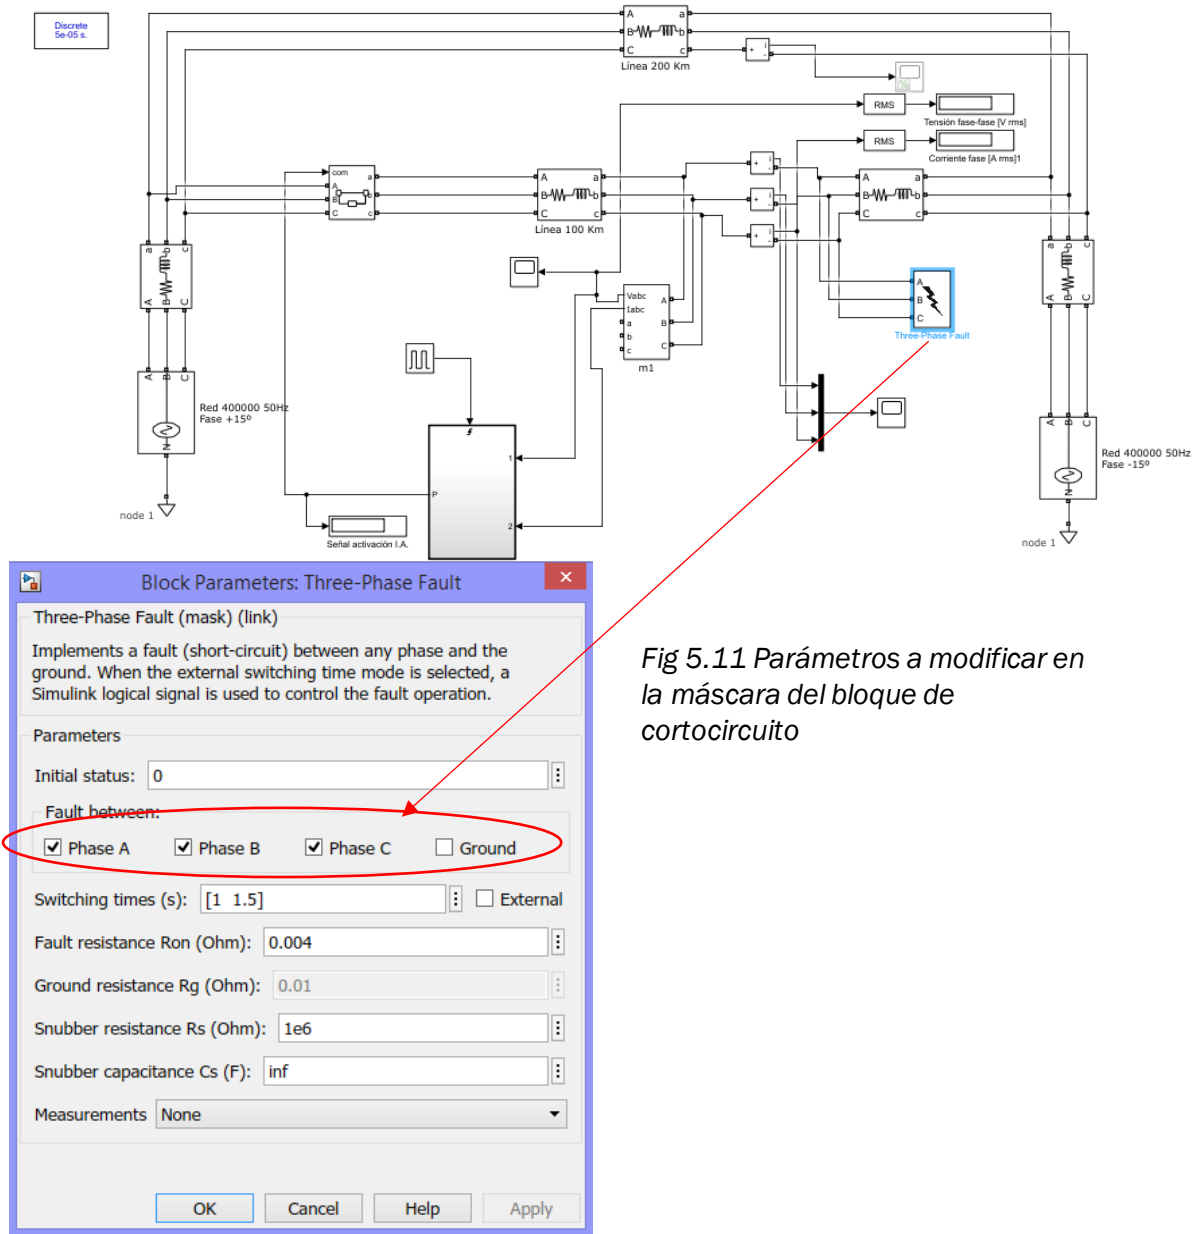 Discrete
5e-05 s.
A
a
B
b
C
c
Línea 200 Km
+
i
-
%
RMS
Tensión fase-fase [V rms]
RMS
Corriente fase [A rms]1
com
A
B
C
a
b
c
A
a
B
b
C
c
Línea 100 Km
+
i
-
+
i
-
+
i
-
A
a
B
b
C
c
a
b
c
A
B
C
a
b
c
A
B
C
Vabc
Iabc
a
b
c
A
B
C
m1
A
B
C
Three-Phase Fault
A
B
C
N
Red 400000 50Hz
Fase +15º
node 1
1
2
P
Señal activación I.A.
A
B
C
N
Red 400000 50Hz
Fase -15º
node 1
Block Parameters: Three-Phase Fault
×
Three-Phase Fault (mask) (link)
Implements a fault (short-circuit) between any phase and the
ground. When the external switching time mode is selected, a
Simulink logical signal is used to control the fault operation.
Parameters
Initial status: 0
Fault between:
Phase A Phase B Phase C Ground
Switching times (s): [1 1.5] External
Fault resistance Ron (Ohm): 0.004
Ground resistance Rg (Ohm): 0.01
Snubber resistance Rs (Ohm): 1e6
Snubber capacitance Cs (F): inf
Measurements None
OK Cancel Help Apply
Fig 5.11 Parámetros a modificar en
la máscara del bloque de
cortocircuito